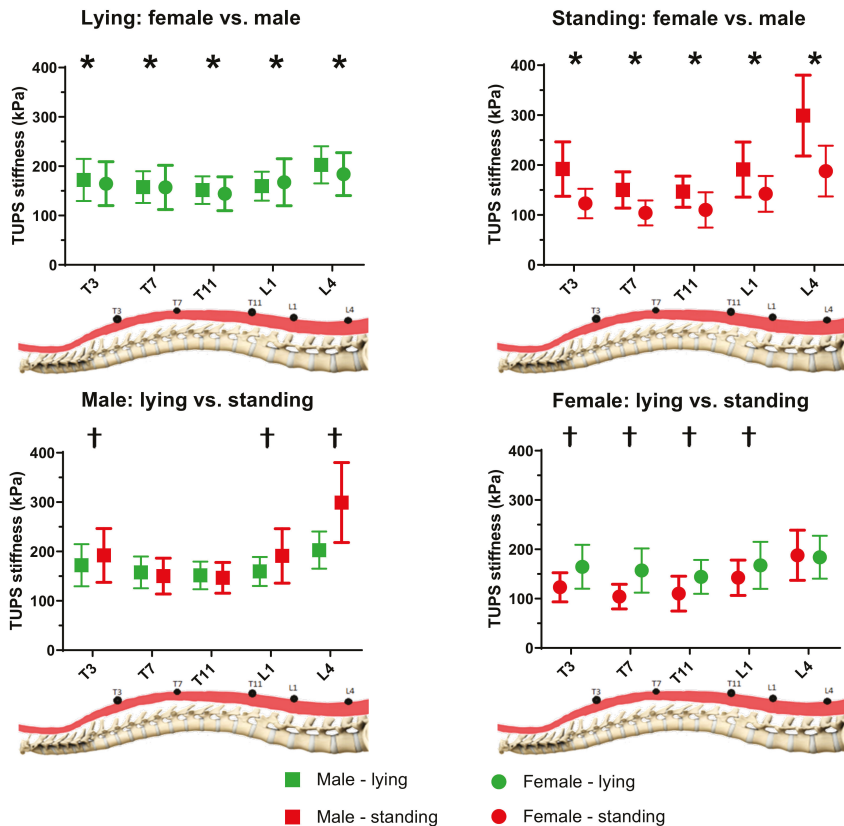 Lying: female vs. male
TUPS stiffness (kPa)
400
300
200
100
0
* * * * *
T3 T7 T11 L1 L4
T3 T7 T11 L1 L4
Standing: female vs. male
TUPS stiffness (kPa)
400
300
200
100
0
* * * * *
T3 T7 T11 L1 L4
T3 T7 T11 L1 L4
Male: lying vs. standing
TUPS stiffness (kPa)
400
300
200
100
0
† † †
T3 T7 T11 L1 L4
T3 T7 T11 L1 L4
Female: lying vs. standing
TUPS stiffness (kPa)
400
300
200
100
0
† † † †
T3 T7 T11 L1 L4
T3 T7 T11 L1 L4
Male - lying
Female - lying
Male - standing
Female - standing